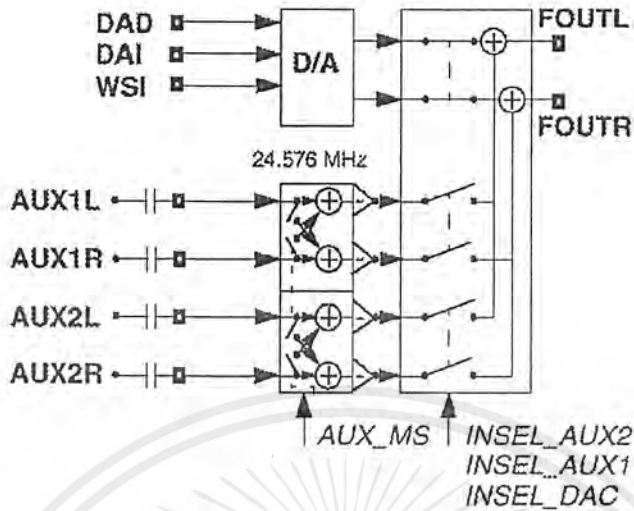 DAD
DAI
WSI
D/A
FOUTL
FOUTR
24.576 MHz
AUX1L
AUX1R
AUX2L
AUX2R
AUX_MS
INSEL_AUX2
INSEL_AUX1
INSEL_DAC